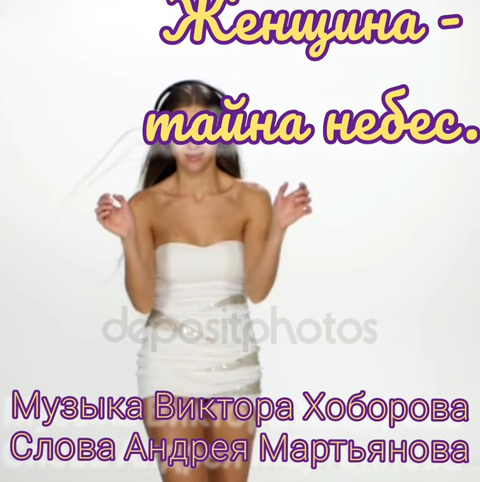 Женщина -
тайна небес.
depositphotos
Музыка Виктора Хоборова
Слова Андрея Мартьянова